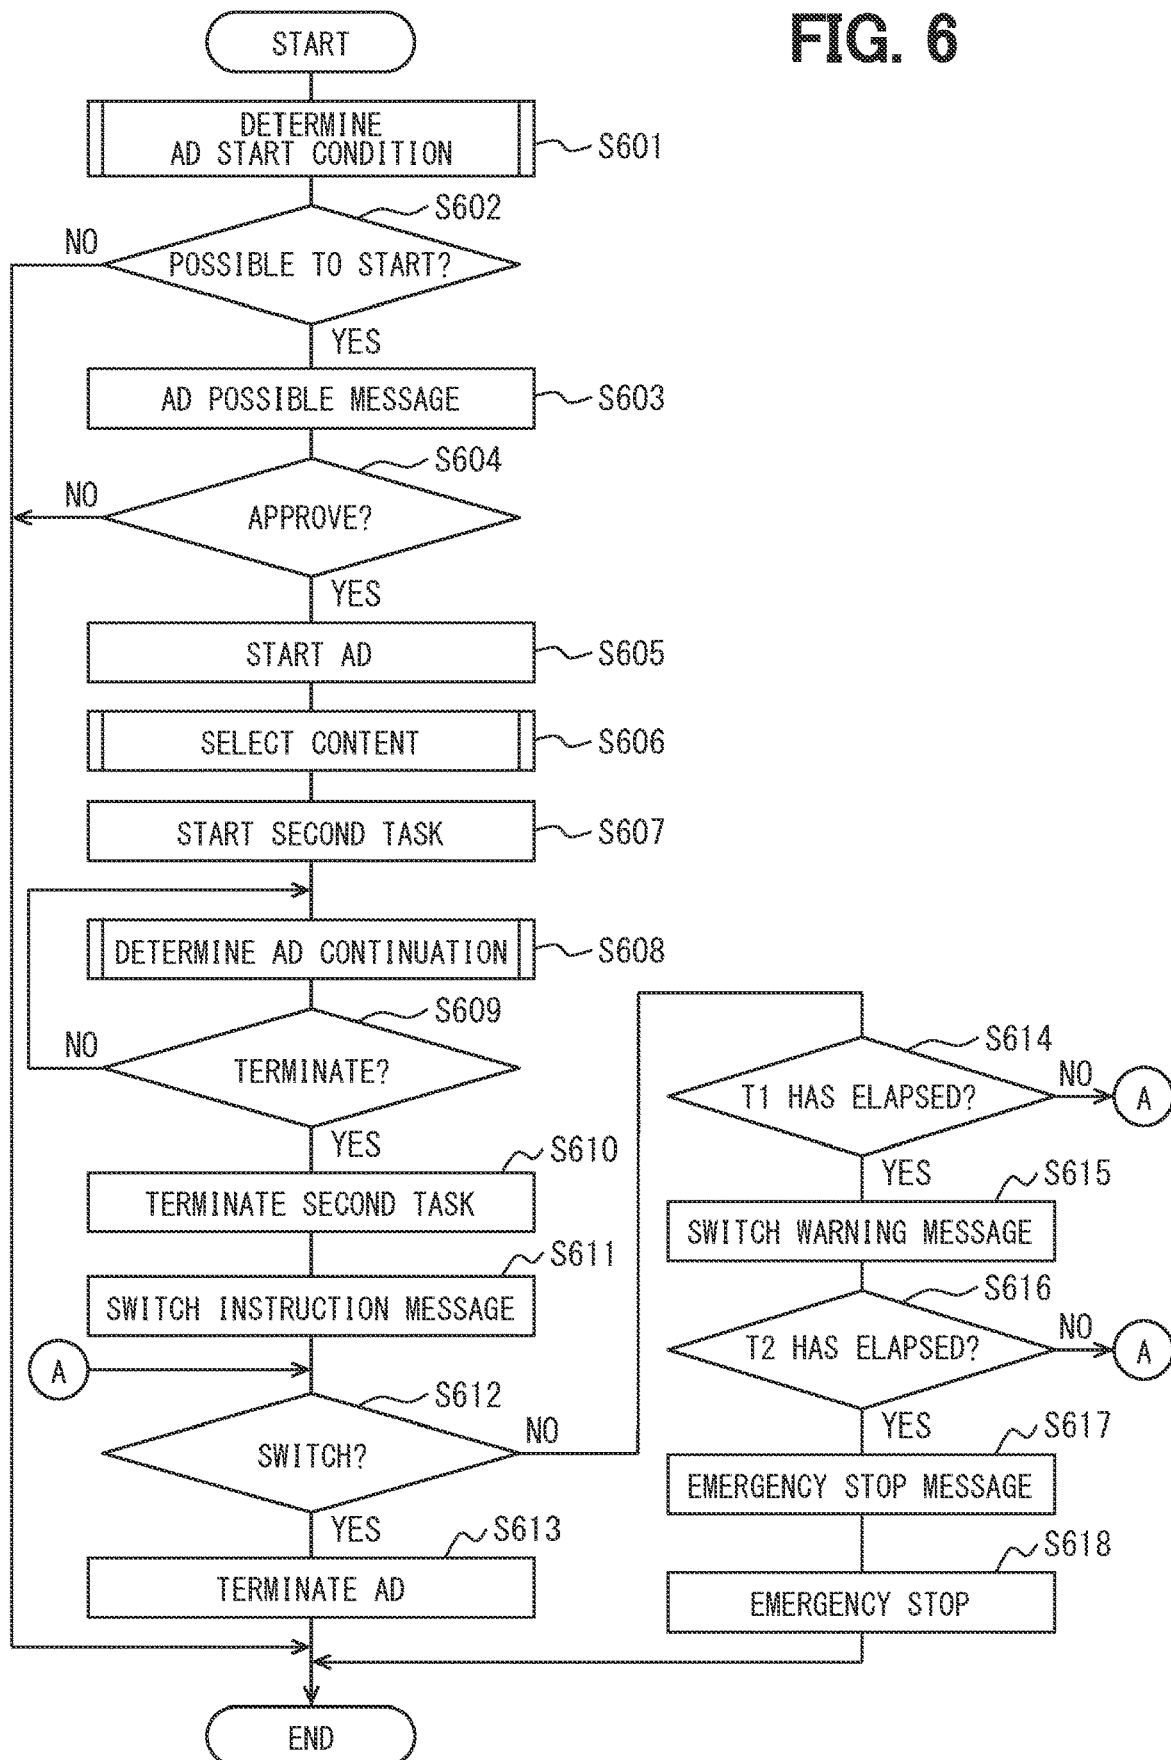 FIG. 6
START
DETERMINE
AD START CONDITION
S601
S602
NO
POSSIBLE TO START?
YES
AD POSSIBLE MESSAGE
S603
S604
NO
APPROVE?
YES
START AD
S605
SELECT CONTENT
S606
START SECOND TASK
S607
DETERMINE AD CONTINUATION
S608
S609
NO
TERMINATE?
YES
S610
TERMINATE SECOND TASK
S611
SWITCH INSTRUCTION MESSAGE
A
S612
NO
SWITCH?
YES
S613
TERMINATE AD
S614
NO
T1 HAS ELAPSED?
A
YES
S615
SWITCH WARNING MESSAGE
S616
NO
T2 HAS ELAPSED?
A
YES
S617
EMERGENCY STOP MESSAGE
S618
EMERGENCY STOP
END